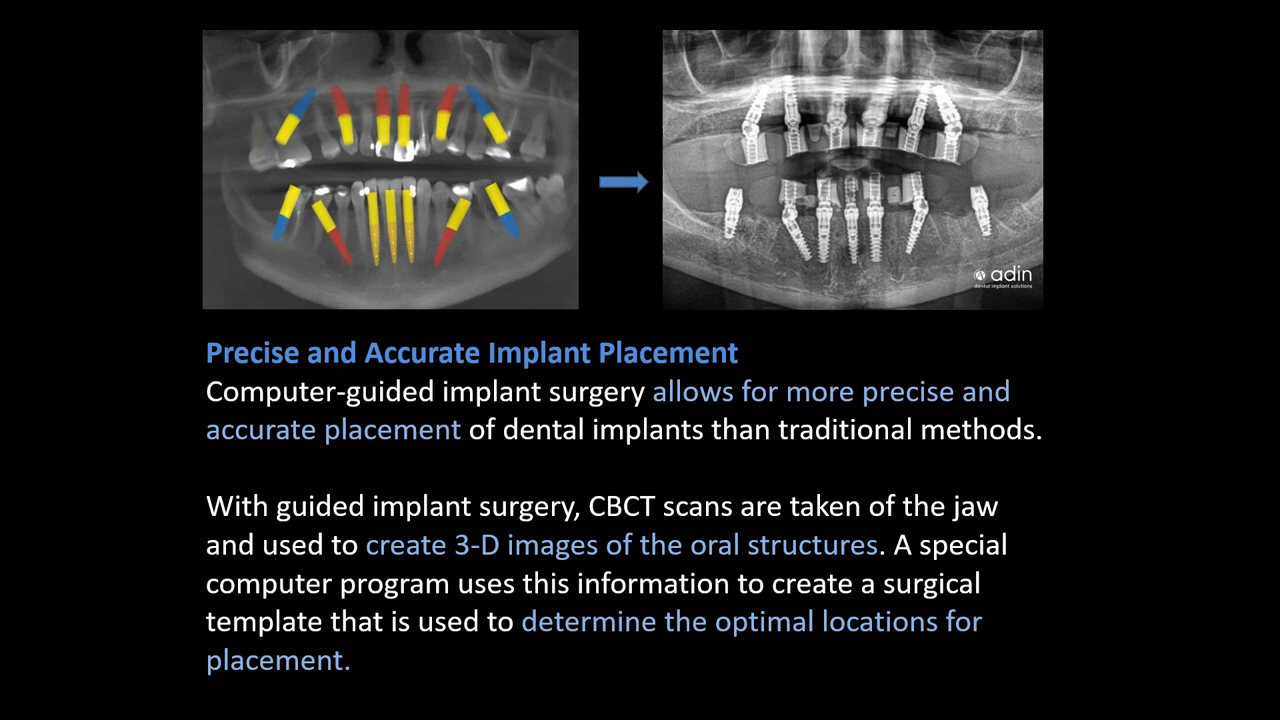 adin
dental implant solutions
Precise and Accurate Implant Placement
Computer-guided implant surgery allows for more precise and
accurate placement of dental implants than traditional methods.
With guided implant surgery, CBCT scans are taken of the jaw
and used to create 3-D images of the oral structures. A special
computer program uses this information to create a surgical
template that is used to determine the optimal locations for
placement.